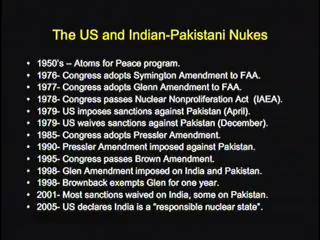 The US and Indian-Pakistani Nukes
• 1950's – Atoms for Peace program.
• 1976- Congress adopts Symington Amendment to FAA.
• 1977- Congress adopts Glenn Amendment to FAA.
• 1978- Congress passes Nuclear Nonproliferation Act (IAEA).
• 1979- US imposes sanctions against Pakistan (April).
• 1979- US waives sanctions against Pakistan (December).
• 1985- Congress adopts Pressler Amendment.
• 1990- Pressler Amendment imposed against Pakistan.
• 1995- Congress passes Brown Amendment.
• 1998- Glen Amendment imposed on India and Pakistan.
• 1998- Brownback exempts Glen for one year.
• 2001- Most sanctions waived on India, some on Pakistan.
• 2005- US declares India is a "responsible nuclear state".